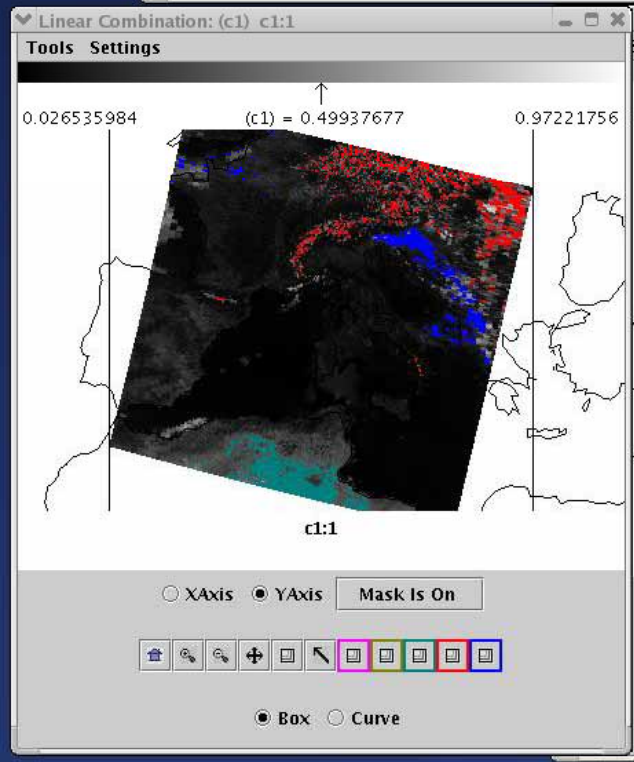 Linear Combination: (c1) c1:1
Tools Settings
0.026535984 (c1) = 0.49937677 0.97221756
c1:1
XAxis YAxis Mask Is On
Box Curve